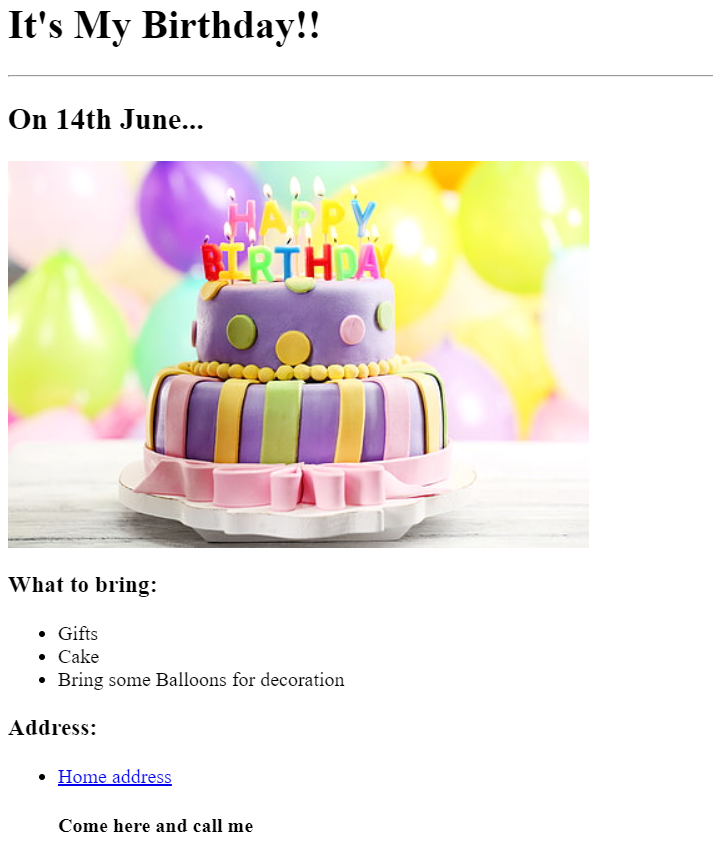 It's My Birthday!!
On 14th June...
HAPPY
BIRTHDAY
What to bring:
Gifts
Cake
Bring some Balloons for decoration
Address:
Home address
Come here and call me